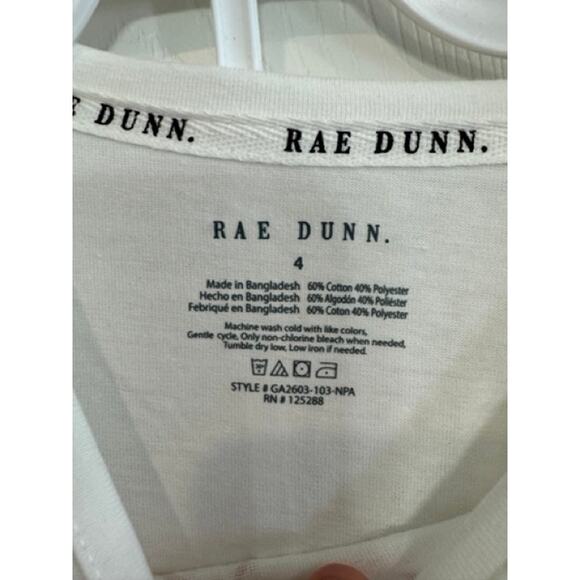 E DUNN. RAE DUNN.
RAE DUNN.
4
Made in Bangladesh 60% Cotton 40% Polyester
Hecho en Bangladesh 60% Algodón 40% Poliéster
Fabriqué en Bangladesh 60% Coton 40% Polyester
Machine wash cold with like colors,
Gentle cycle, Only non-chlorine bleach when needed,
Tumble dry low, Low iron if needed.
STYLE # GA2603-103-NPA
RN # 125288